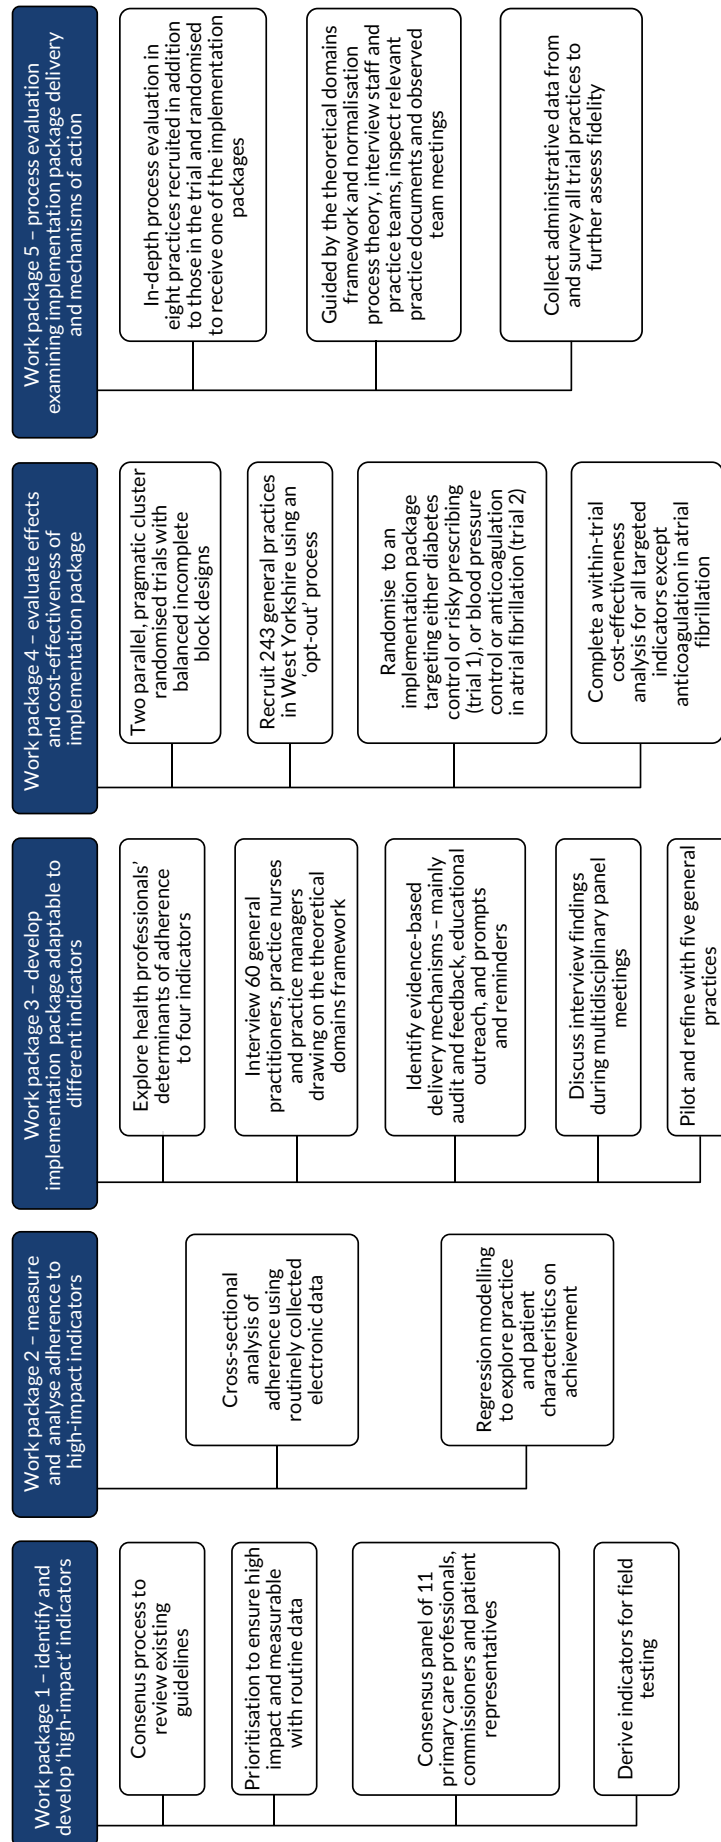 Work package 1 – identify and
develop ‘high-impact’ indicators
Consenus process to
review existing
guidelines
Prioritisation to ensure high
impact and measurable
with routine data
Consensus panel of 11
primary care professionals,
commissioners and patient
representatives
Derive indicators for field
testing
Work package 2 – measure
and analyse adherence to
high-impact indicators
Cross-sectional
analysis of
adherence using
routinely collected
electronic data
Regression modelling
to explore practice
and patient
characteristics on
achievement
Work package 3 – develop
implementation package adaptable to
different indicators
Explore health professionals’
determinants of adherence
to four indicators
Interview 60 general
practitioners, practice nurses
and practice managers
drawing on the theoretical
domains framework
Identify evidence-based
delivery mechanisms – mainly
audit and feedback, educational
outreach, and prompts
and reminders
Discuss interview findings
during multidisciplinary panel
meetings
Pilot and refine with five general
practices
Work package 4 – evaluate effects
and cost-effectiveness of
implementation package
Two parallel, pragmatic cluster
randomised trials with
balanced incomplete
block designs
Recruit 243 general practices
in West Yorkshire using an
‘opt-out’ process
Randomise to an
implementation package
targeting either diabetes
control or risky prescribing
(trial 1), or blood pressure
control or anticoagulation
in atrial fibrillation (trial 2)
Complete a within-trial
cost-effectiveness
analysis for all targeted
indicators except
anticoagulation in atrial
fibrillation
Work package 5 – process evaluation
examining implementation package delivery
and mechanisms of action
In-depth process evaluation in
eight practices recruited in addition
to those in the trial and randomised
to receive one of the implementation
packages
Guided by the theoretical domains
framework and normalisation
process theory, interview staff and
practice teams, inspect relevant
practice documents and observed
team meetings
Collect administrative data from
and survey all trial practices to
further assess fidelity